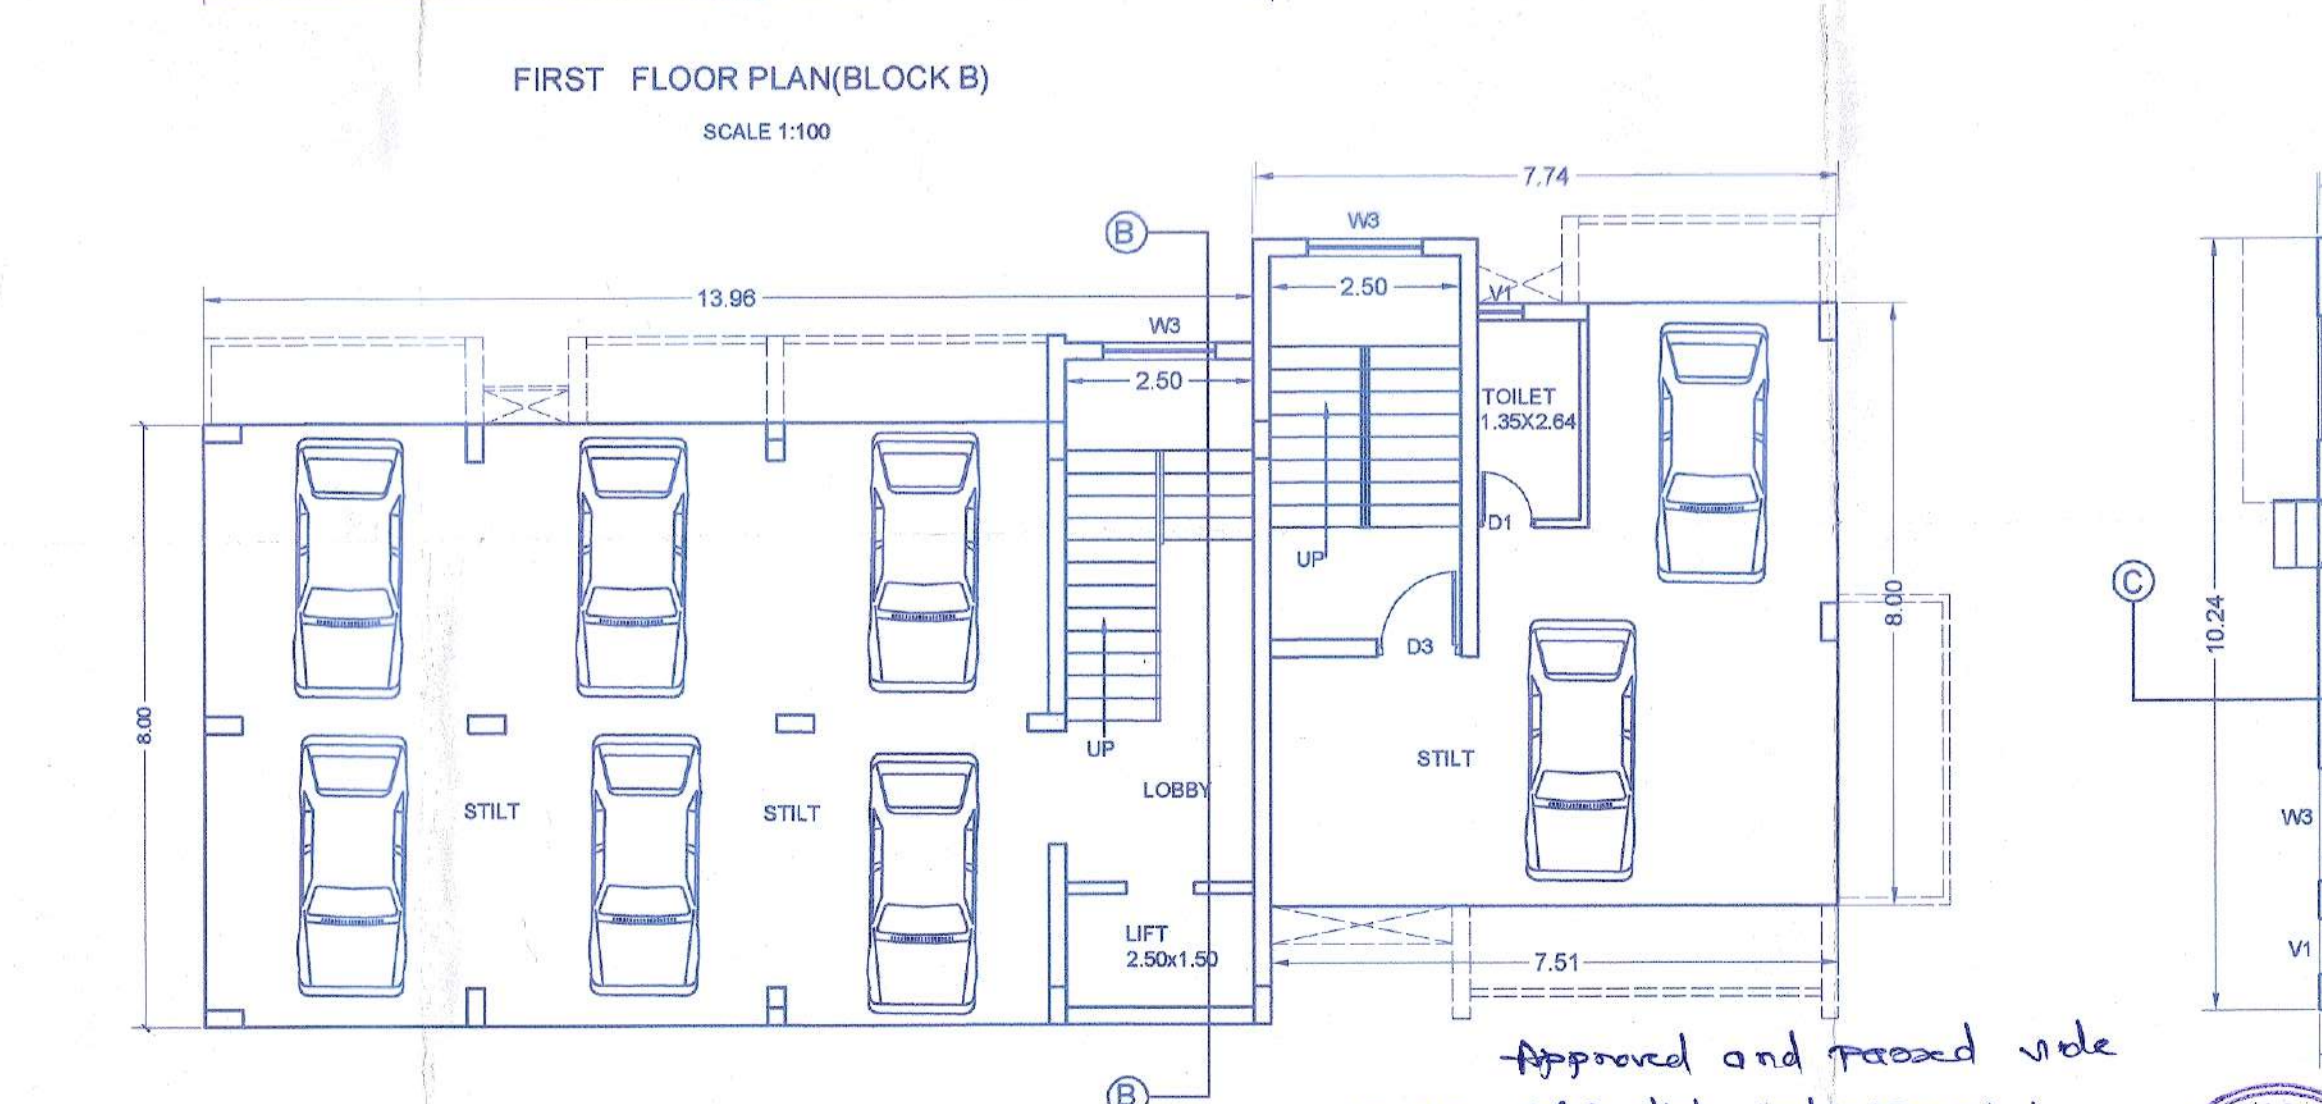 FIRST FLOOR PLAN(BLOCK B)
SCALE 1:100
7.74
W3
B
13.96
2.50
V1
W3
2.50
TOILET
1.35X2.64
D1
UP
C
8.00
10.24
D3
8.00
UP
STILT
LOBBY
STILT
STILT
W3
LIFT
2.50x1.50
7.51
V1
Approved and passed vide
B